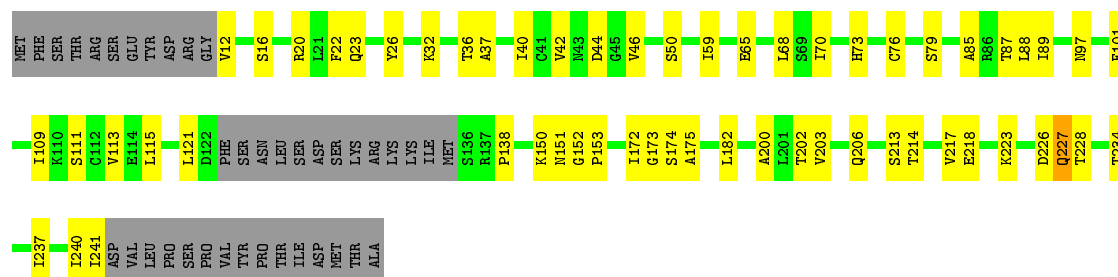 MET PHE SER THR ARG SER GLU TYR ASP ARG GLY V12 S16 R20 L21 F22 Q23 Y26 K32 T36 A37 I40 C41 V42 N43 D44 G45 V46 S50 I59 E65 L68 S69 I70 H73 C76 S79 A85 R86 T87 L88 I89 N97
I109 K110 S111 C112 V113 E114 L115 L121 D122 PHE SER ASN LEU SER ASP SER LYS ARG LYS LYS ILE MET S136 R137 P138 K150 N151 G152 P153 I172 G173 S174 A175 L182 A200 L201 T202 V203 Q206 S213 T214 V217 E218 K223 D226 Q227 T228
I237 I240 I241 ASP VAL LEU PRO SER PRO VAL TYR PRO THR ILE ASP MET THR ALA